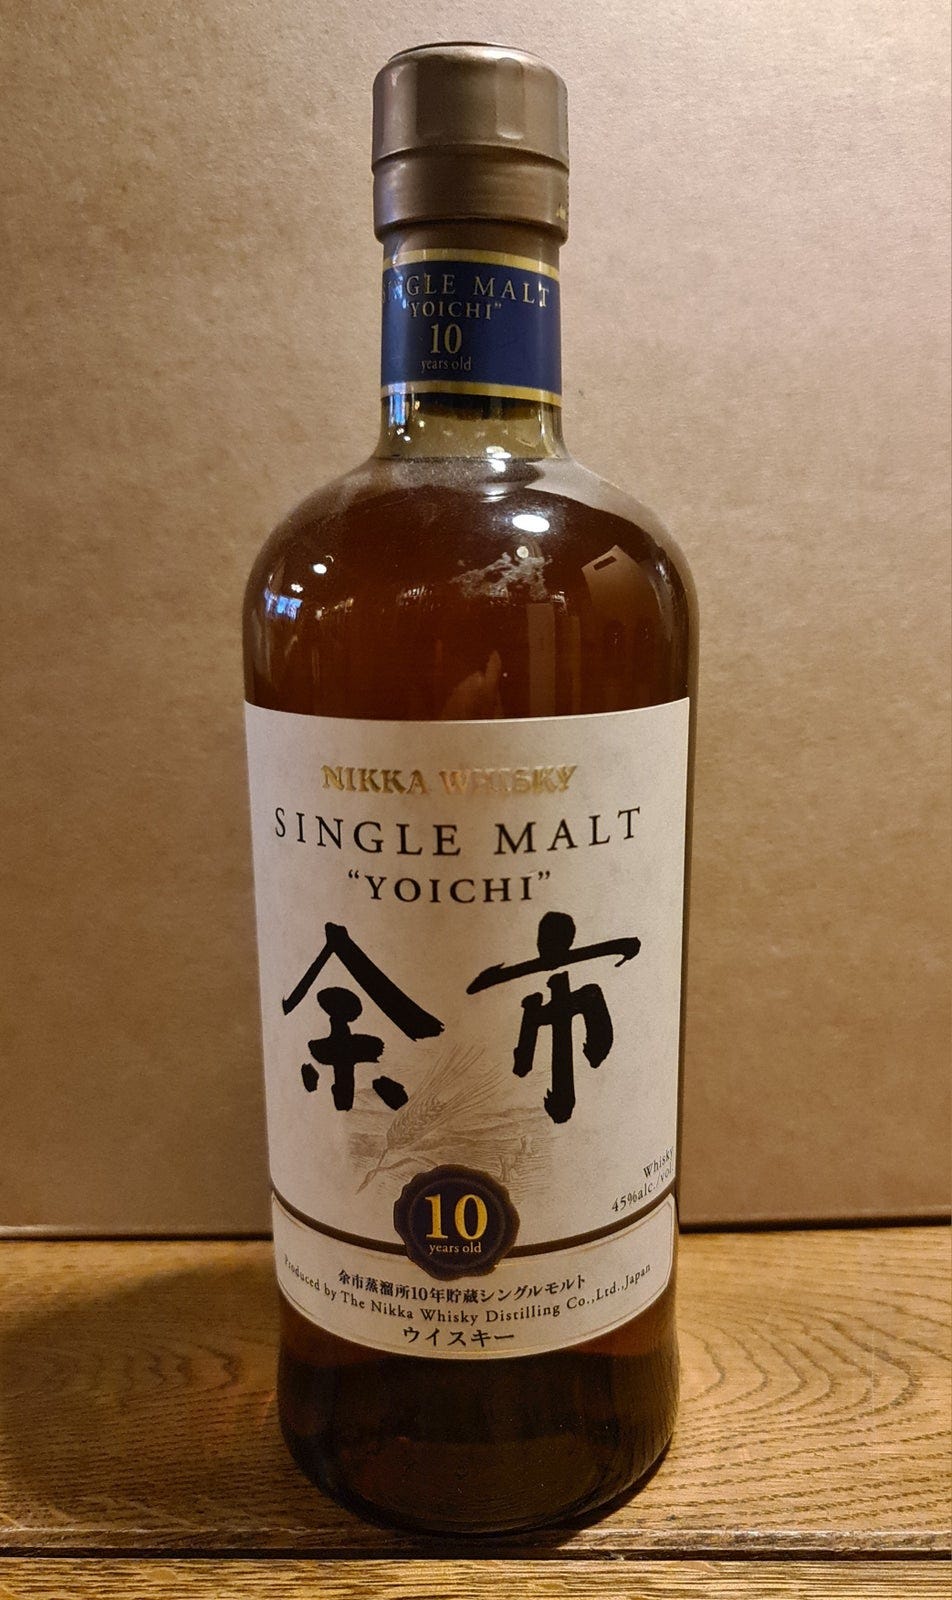 SINGLE MALT
"YOICHI"
10
years old
NIKKA WHISKY
SINGLE MALT
"YOICHI"
余市
Whisky
45%alc./vol.
10
years old
余市蒸溜所10年貯蔵シングルモルト
Produced by The Nikka Whisky Distilling Co.,Ltd.,Japan
ウイスキー